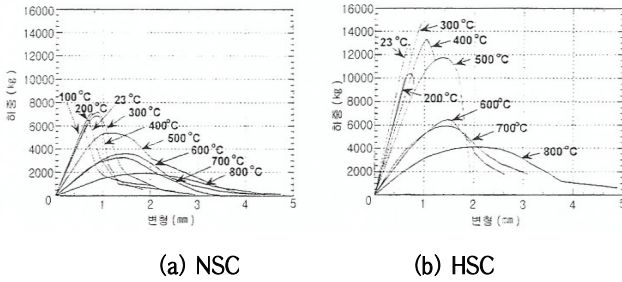 16000
14000
12000
10000
8000
6000
4000
2000
하중 (kg)
100°C
200°C
23°C
300°C
400°C
500°C
600°C
700°C
800°C
0 1 2 3 4 5
변형 (mm)
(a) NSC
16000
14000
12000
10000
8000
6000
4000
2000
0
하중 (kg)
300°C
23°C
400°C
500°C
200°C
600°C
700°C
800°C
0 1 2 3 4 5
변형 (mm)
(b) HSC